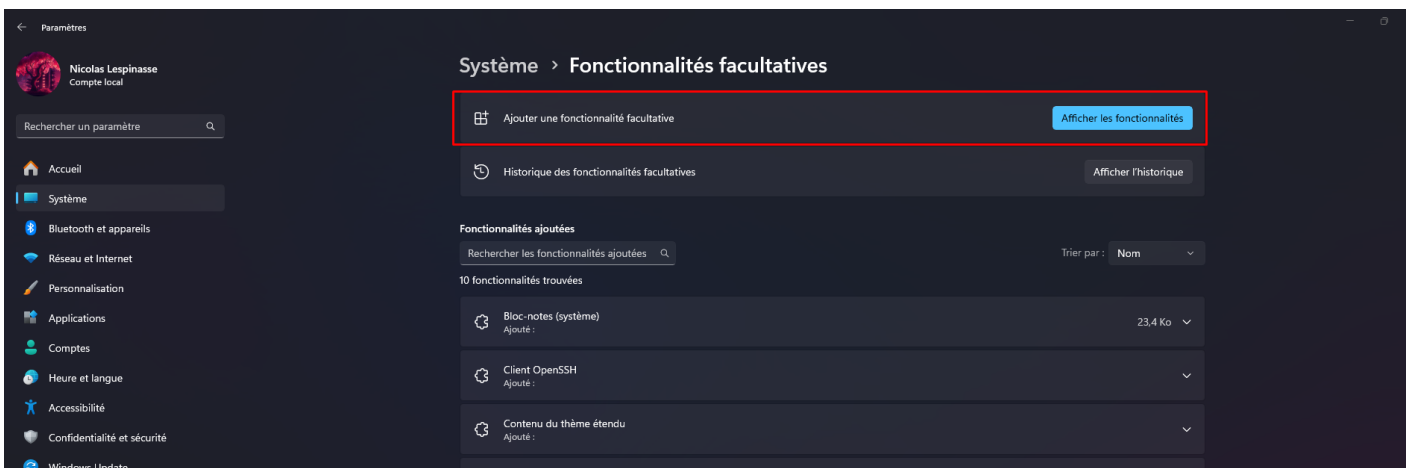 Paramètres
Nicolas Lespinasse
Compte local
Rechercher un paramètre
Accueil
Système
Bluetooth et appareils
Réseau et Internet
Personnalisation
Applications
Comptes
Heure et langue
Accessibilité
Confidentialité et sécurité
Windows Update
Système > Fonctionnalités facultatives
Ajouter une fonctionnalité facultative
Afficher les fonctionnalités
Historique des fonctionnalités facultatives
Afficher l'historique
Fonctionnalités ajoutées
Rechercher les fonctionnalités ajoutées
Trier par : Nom
10 fonctionnalités trouvées
Bloc-notes (système)
Ajouté :
23,4 Ko
Client OpenSSH
Ajouté :
Contenu du thème étendu
Ajouté :